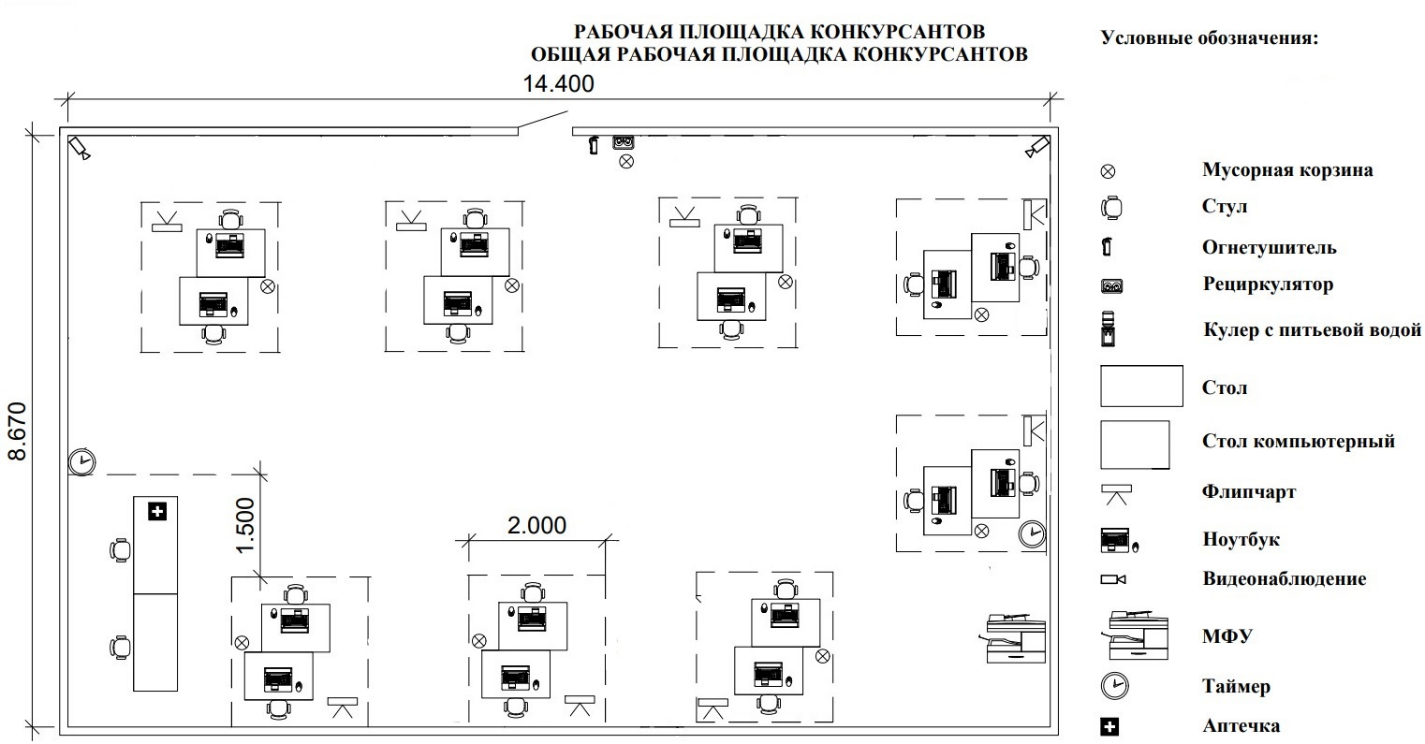 РАБОЧАЯ ПЛОЩАДКА КОНКУРСАНТОВ
ОБЩАЯ РАБОЧАЯ ПЛОЩАДКА КОНКУРСАНТОВ
Условные обозначения:
14.400
8.670
1.500
2.000
Мусорная корзина
Стул
Огнетушитель
Рециркулятор
Кулер с питьевой водой
Стол
Стол компьютерный
Флипчарт
Ноутбук
Видеонаблюдение
МФУ
Таймер
Аптечка